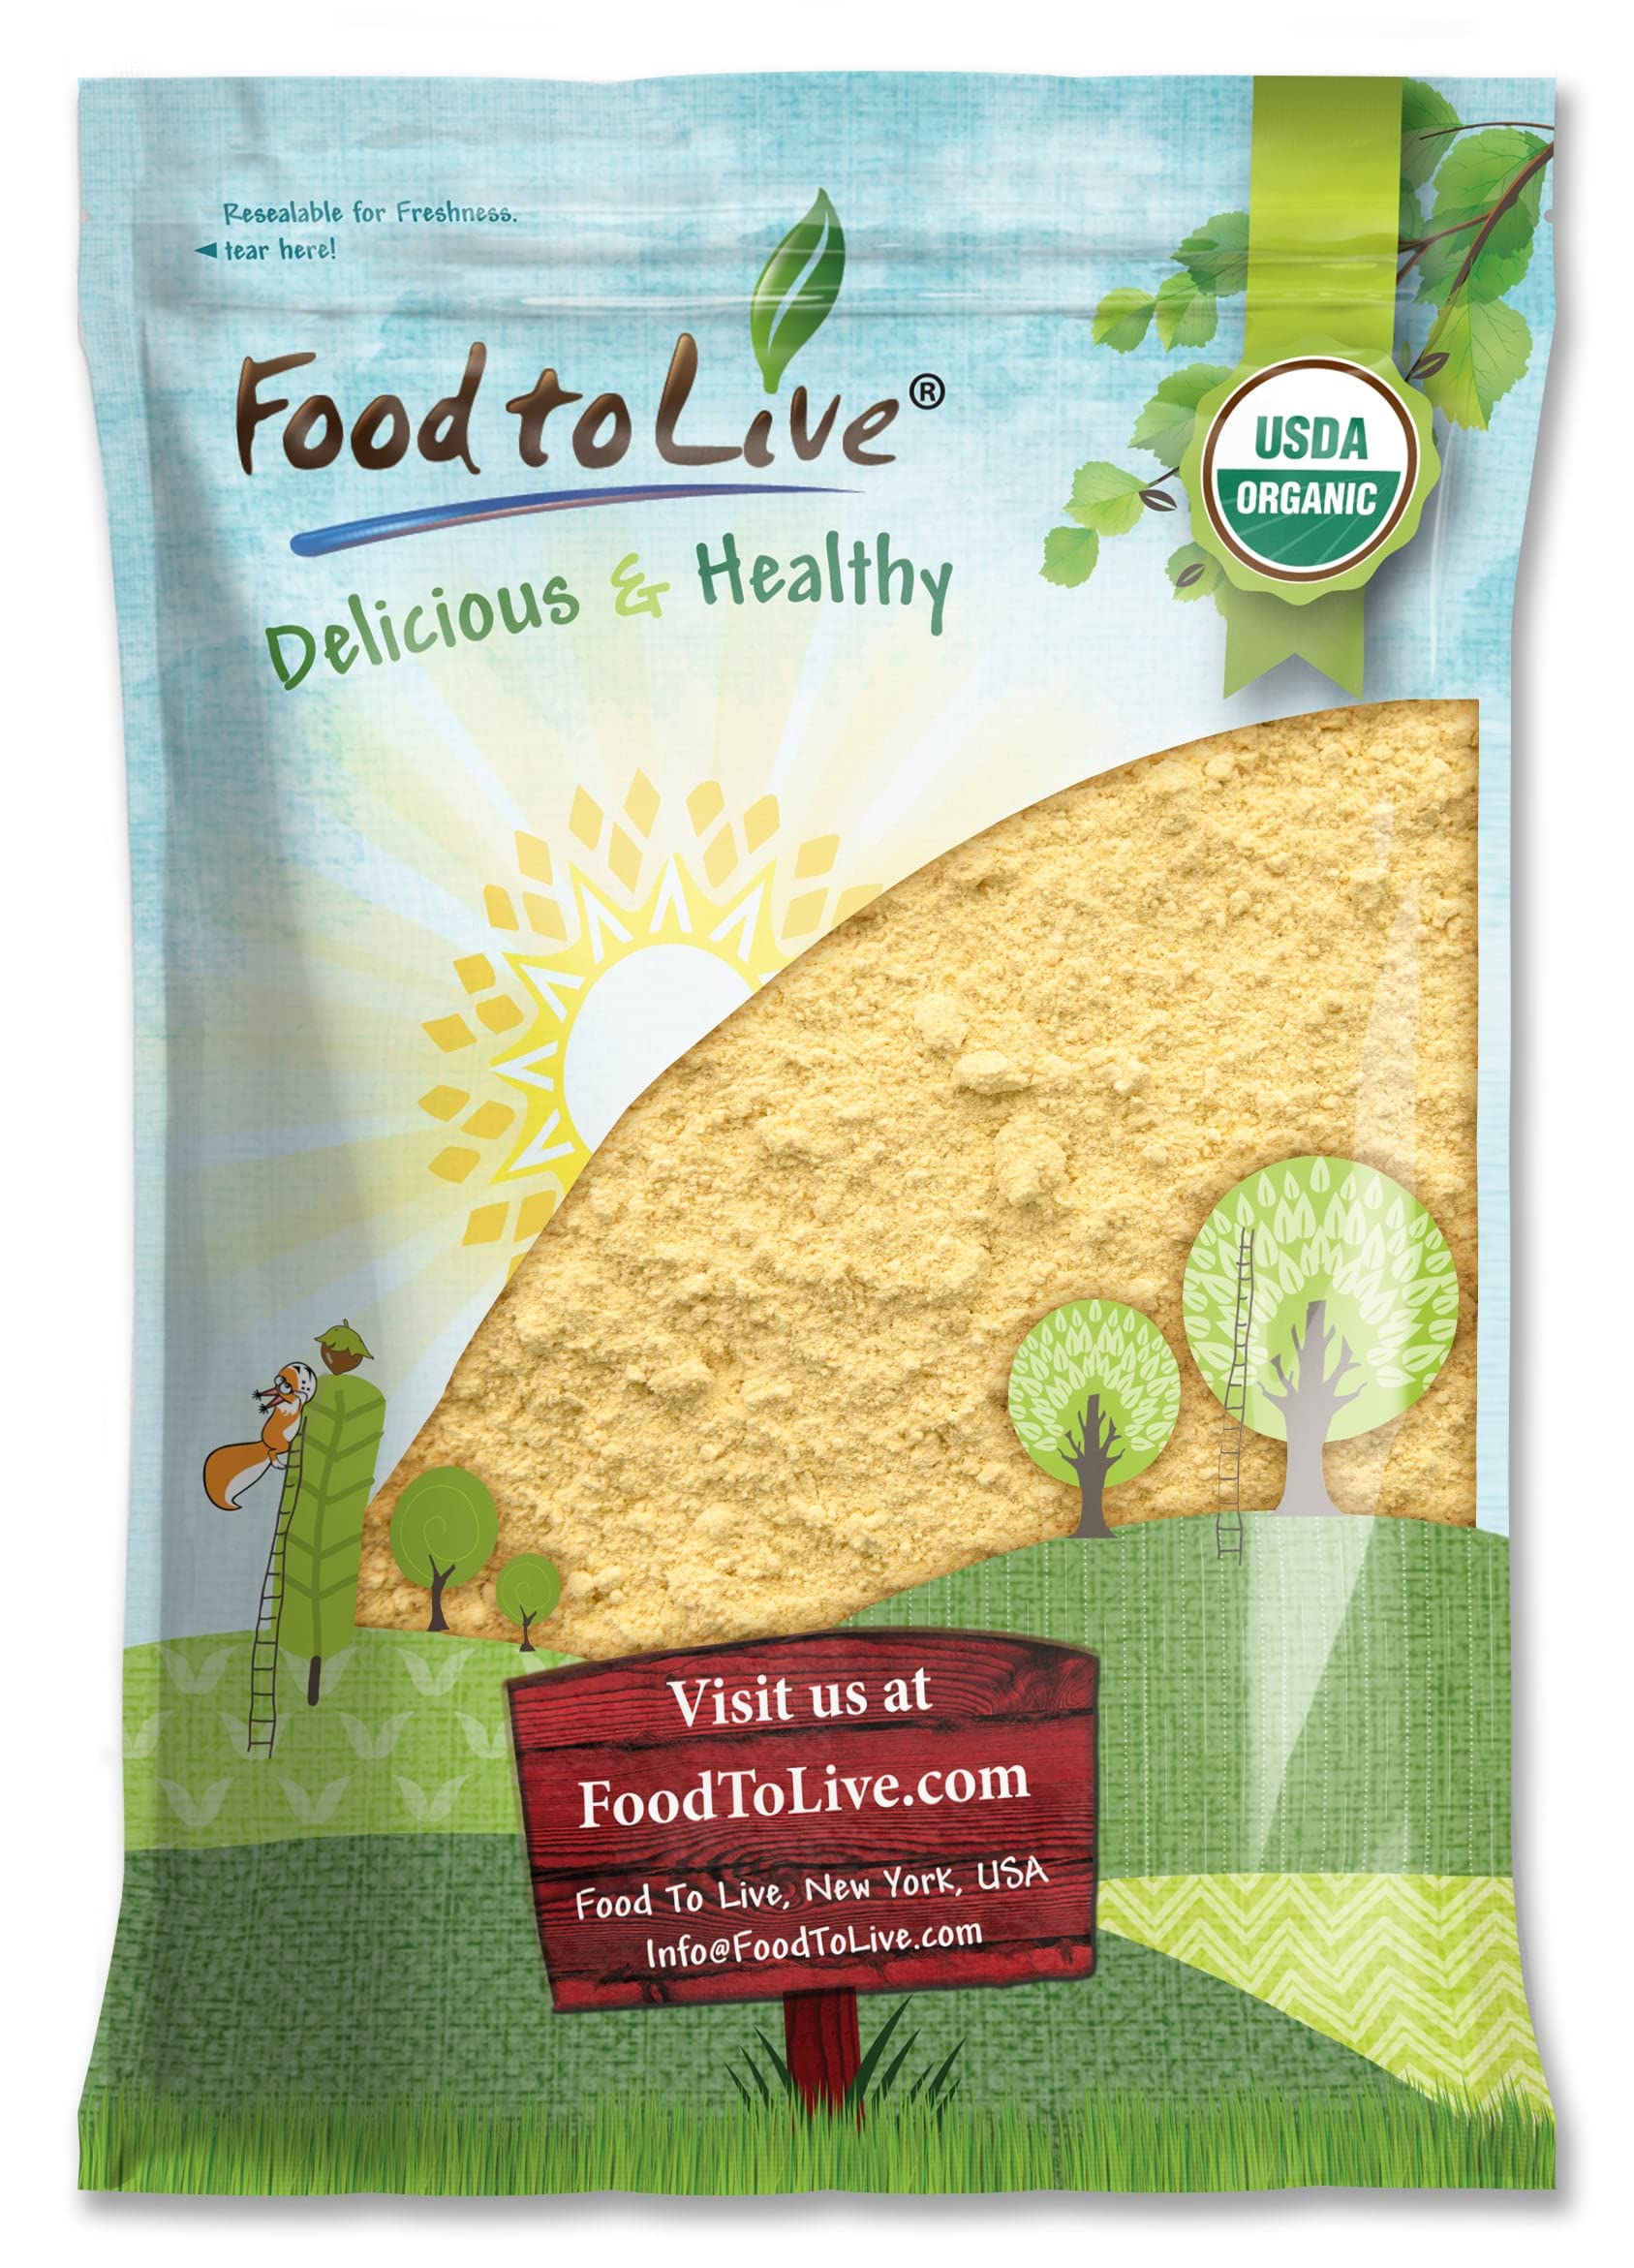 Resealable for Freshness.
tear here!
Food to Live®
Delicious & Healthy
USDA
ORGANIC
Visit us at
FoodToLive.com
Food To Live, New York, USA
Info@FoodToLive.com